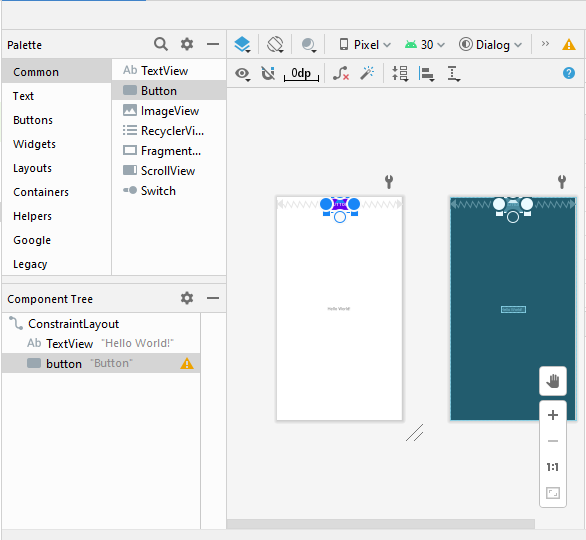 Palette
Pixel
30
Dialog
Common
Text
Buttons
Widgets
Layouts
Containers
Helpers
Google
Legacy
Ab TextView
Button
ImageView
RecyclerVi...
Fragment...
ScrollView
Switch
0dp
?
Hello World!
Component Tree
ConstraintLayout
Ab TextView "Hello World!"
button "Button"
1:1